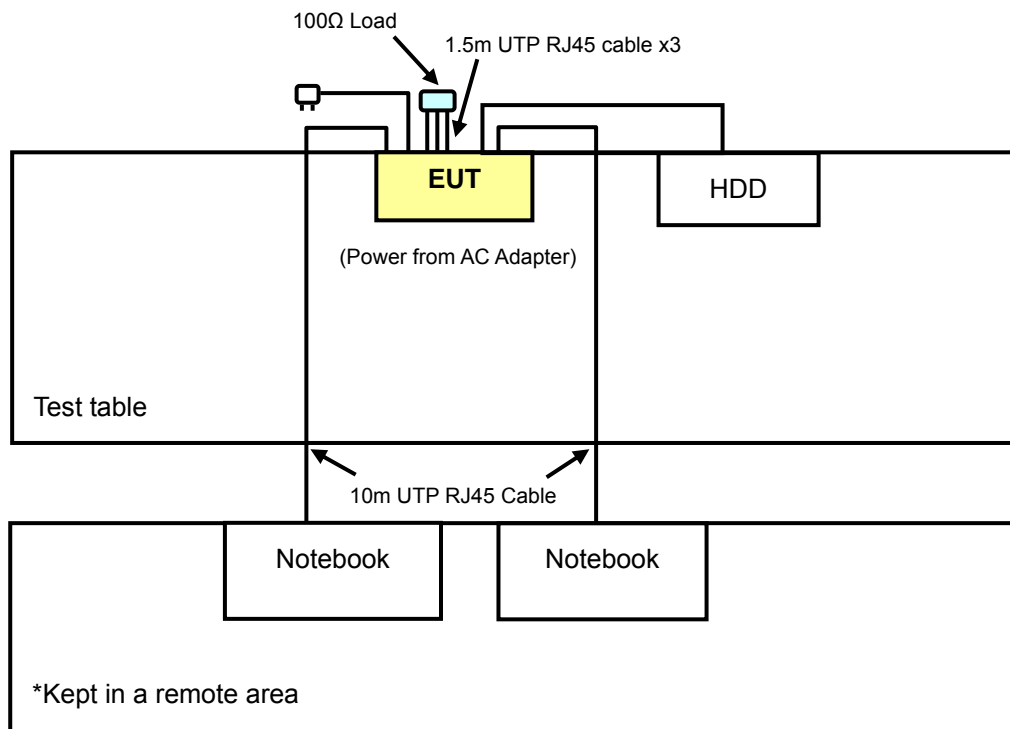 100Ω Load
1.5m UTP RJ45 cable x3
EUT
HDD
(Power from AC Adapter)
Test table
10m UTP RJ45 Cable
Notebook
Notebook
*Kept in a remote area